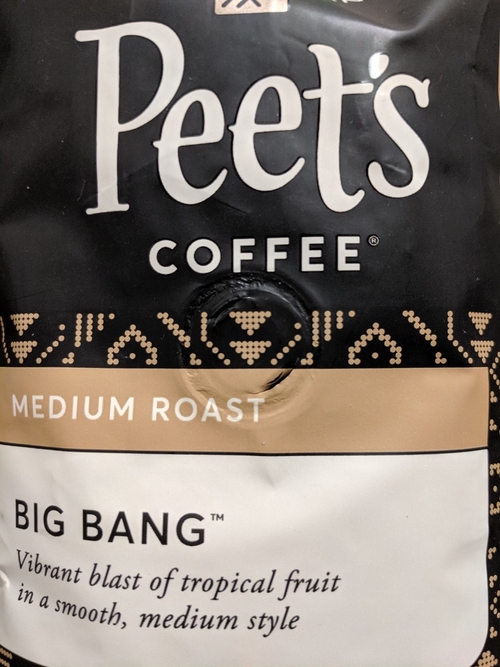 Peet's
COFFEE®
MEDIUM ROAST
BIG BANG™
Vibrant blast of tropical fruit
in a smooth, medium style